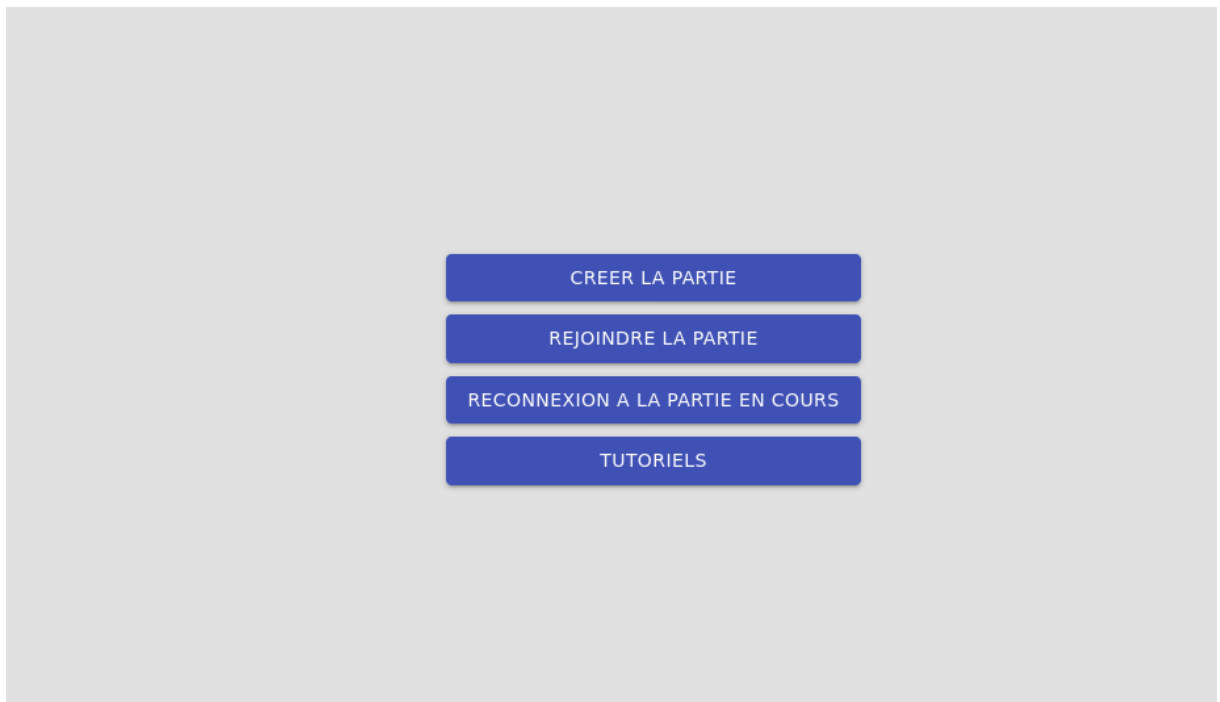 CREER LA PARTIE
REJOINDRE LA PARTIE
RECONNEXION A LA PARTIE EN COURS
TUTORIELS